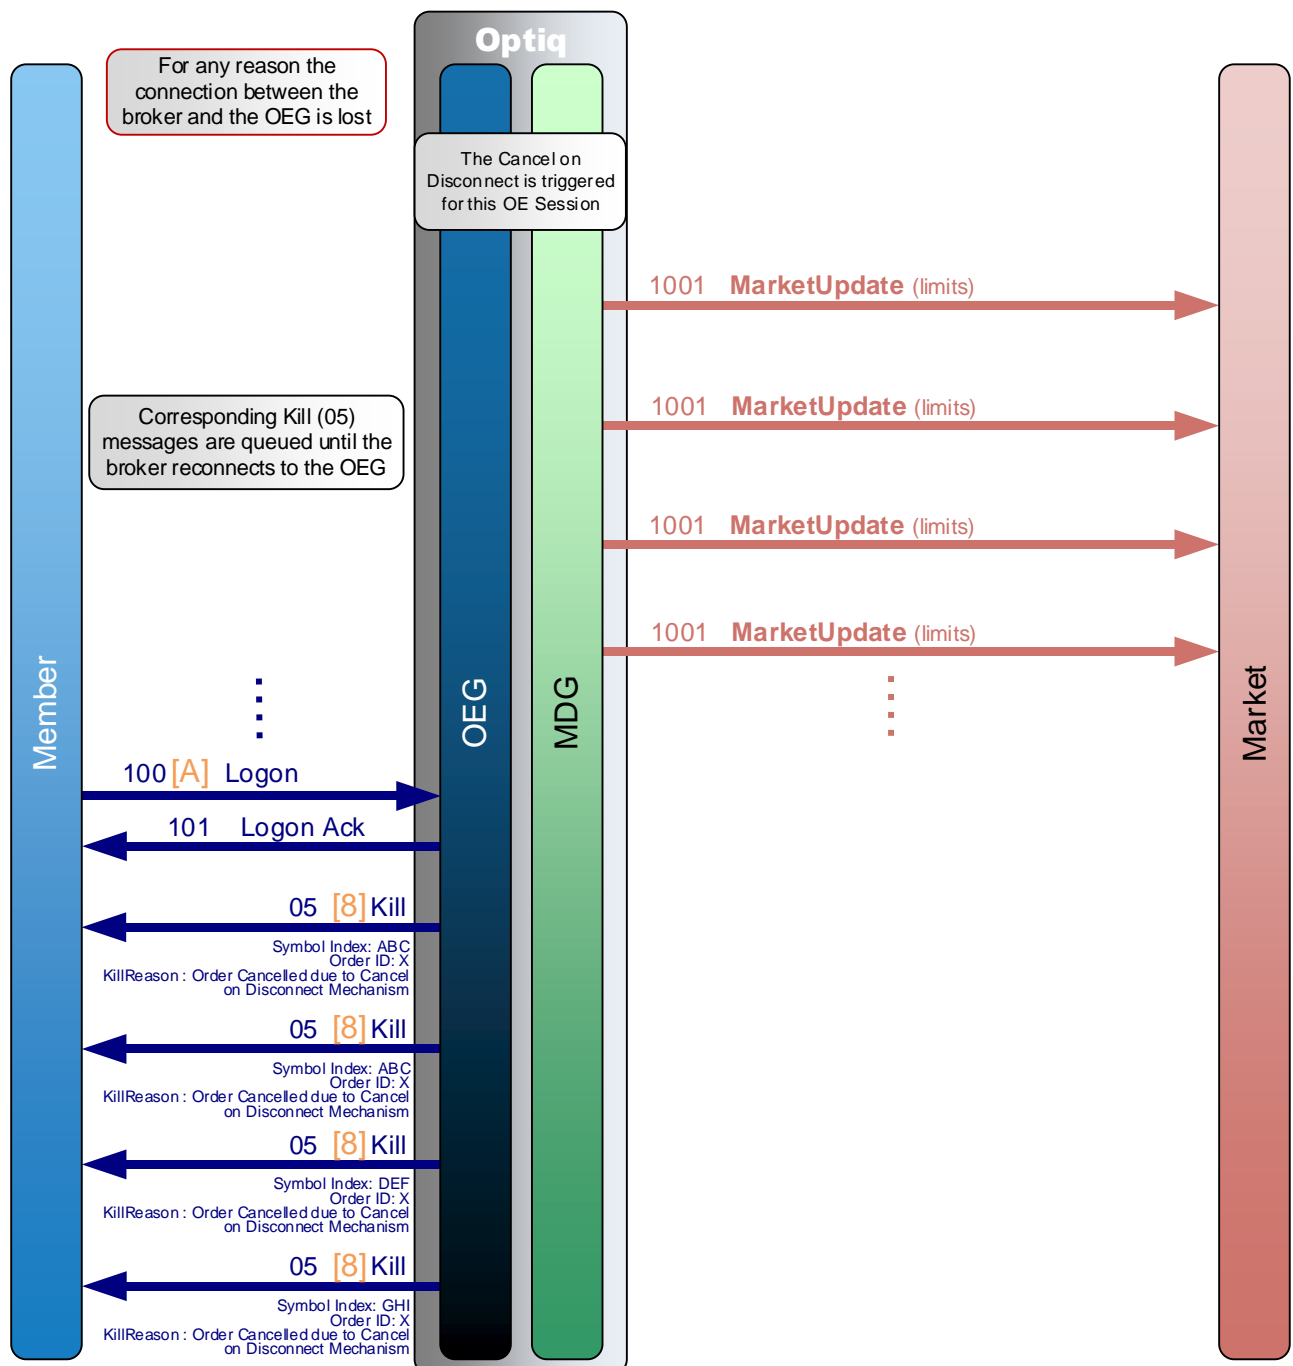 Optiq
For any reason the
connection between the
broker and the OEG is lost
The Cancel on
Disconnect is triggered
for this OE Session
1001 MarketUpdate (limits)
Corresponding Kill (05)
messages are queued until the
broker reconnects to the OEG
1001 MarketUpdate (limits)
1001 MarketUpdate (limits)
1001 MarketUpdate (limits)
Member
OEG
MDG
Market
100 [A] Logon
101 Logon Ack
05 [8] Kill
Symbol Index: ABC
Order ID: X
KillReason : Order Cancelled due to Cancel
on Disconnect Mechanism
05 [8] Kill
Symbol Index: ABC
Order ID: X
KillReason : Order Cancelled due to Cancel
on Disconnect Mechanism
05 [8] Kill
Symbol Index: DEF
Order ID: X
KillReason : Order Cancelled due to Cancel
on Disconnect Mechanism
05 [8] Kill
Symbol Index: GHI
Order ID: X
KillReason : Order Cancelled due to Cancel
on Disconnect Mechanism